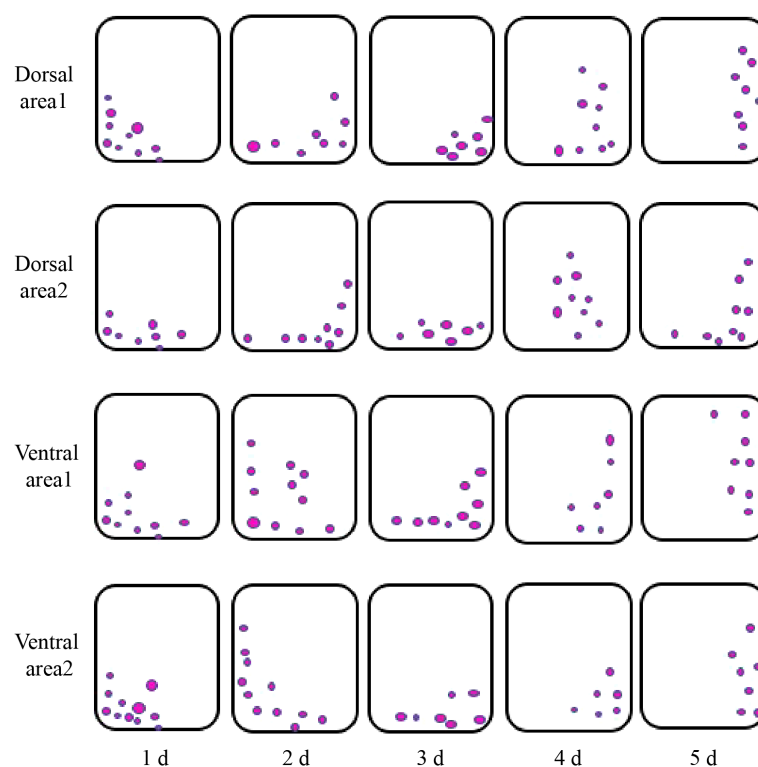 Dorsal
area1
Dorsal
area2
Ventral
area1
Ventral
area2
1 d 2 d 3 d 4 d 5 d